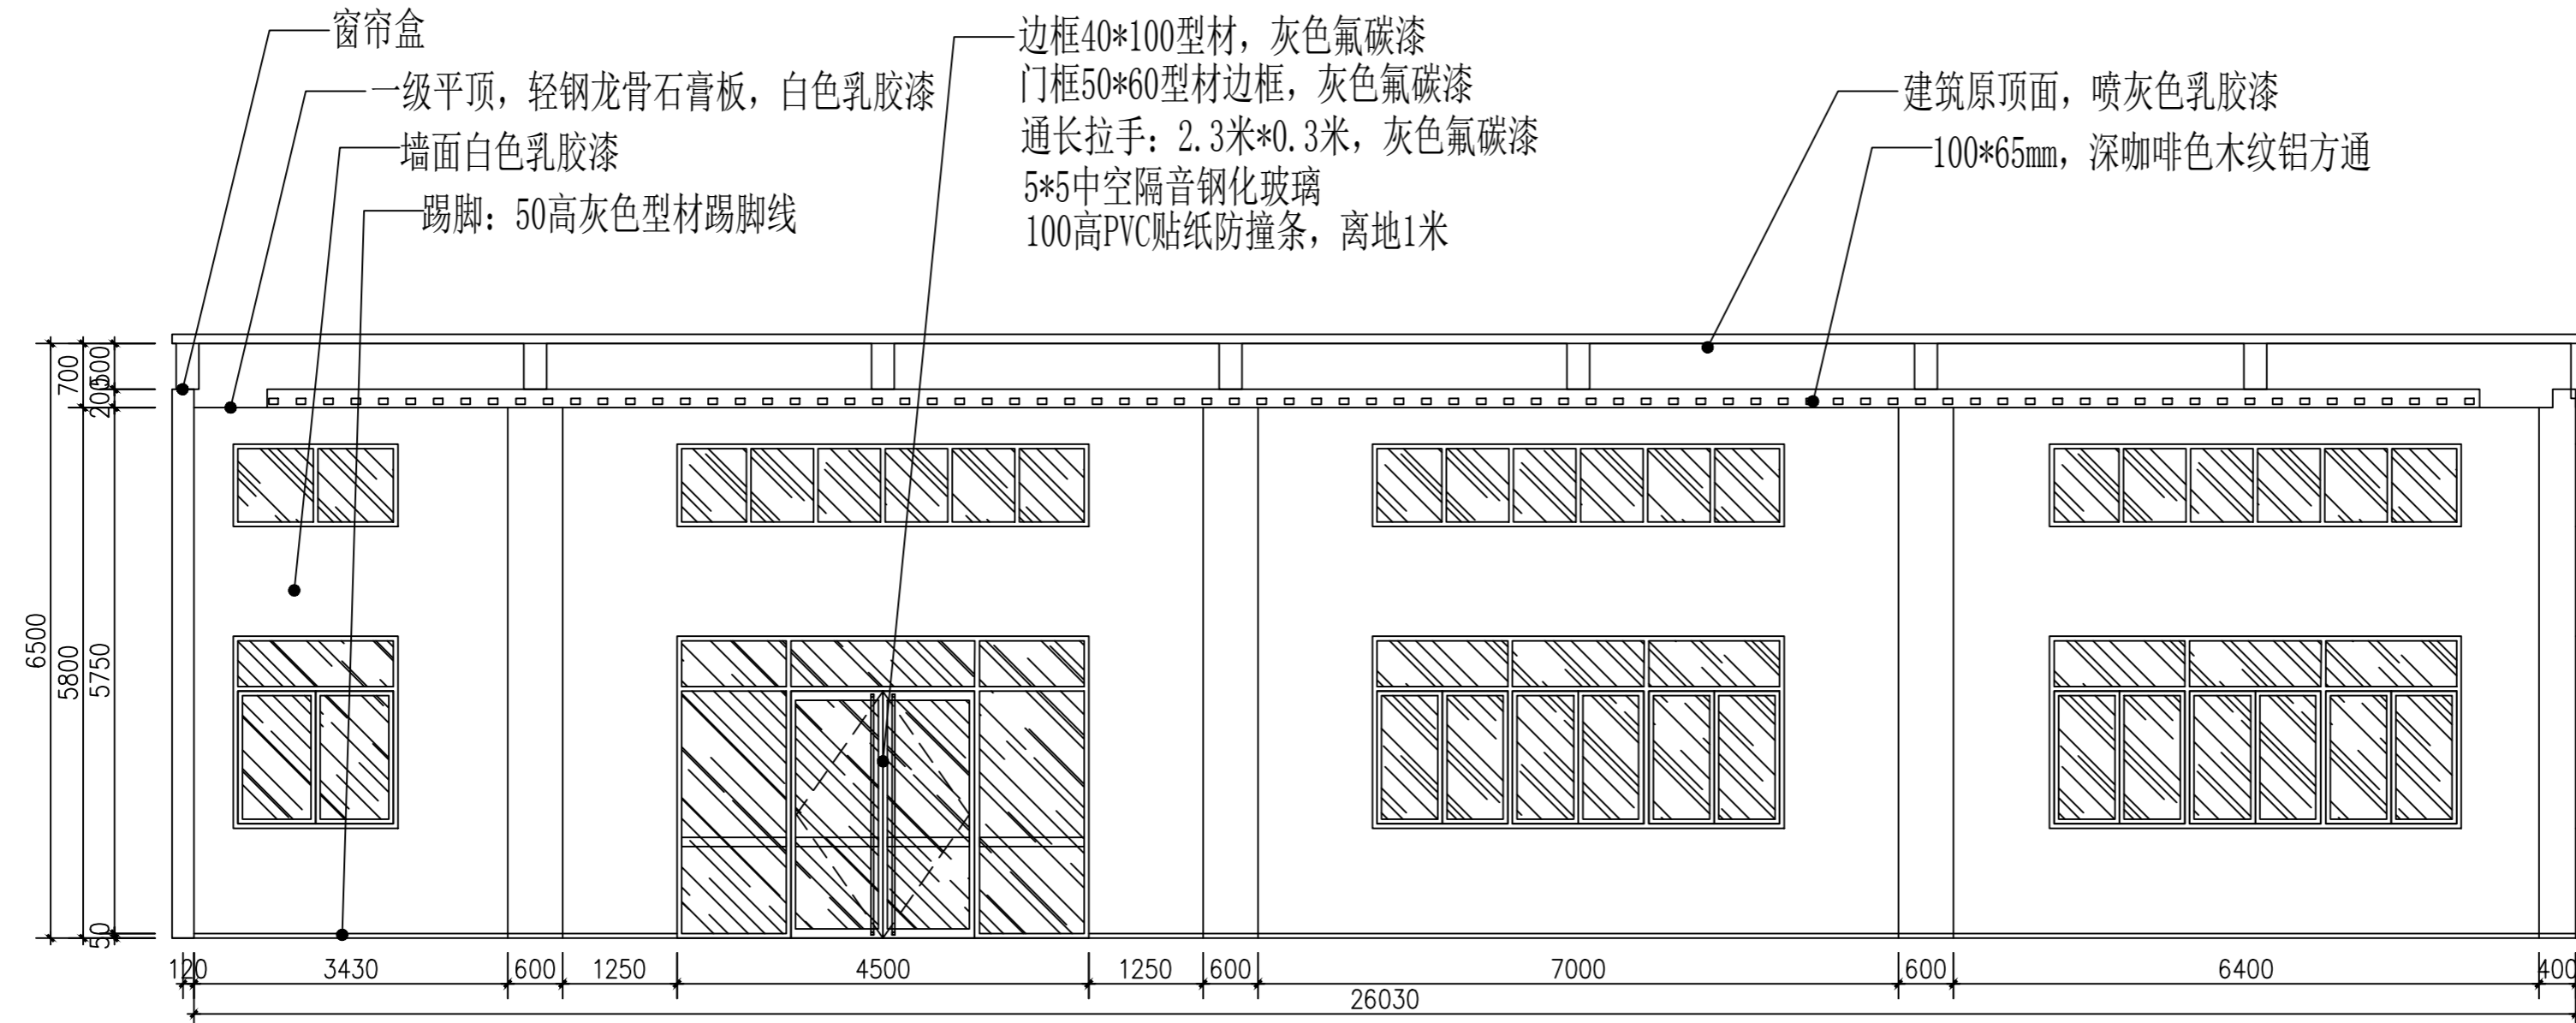 窗帘盒
一级平顶，轻钢龙骨石膏板，白色乳胶漆
墙面白色乳胶漆
踢脚：50高灰色型材踢脚线
边框40*100型材，灰色氟碳漆
门框50*60型材边框，灰色氟碳漆
通长拉手：2.3米*0.3米，灰色氟碳漆
5*5中空隔音钢化玻璃
100高PVC贴纸防撞条，离地1米
建筑原顶面，喷灰色乳胶漆
100*65mm，深咖啡色木纹铝方通
6500
700
5800
500
200
5750
50
120
3430
600
1250
4500
1250
600
7000
600
6400
400
26030